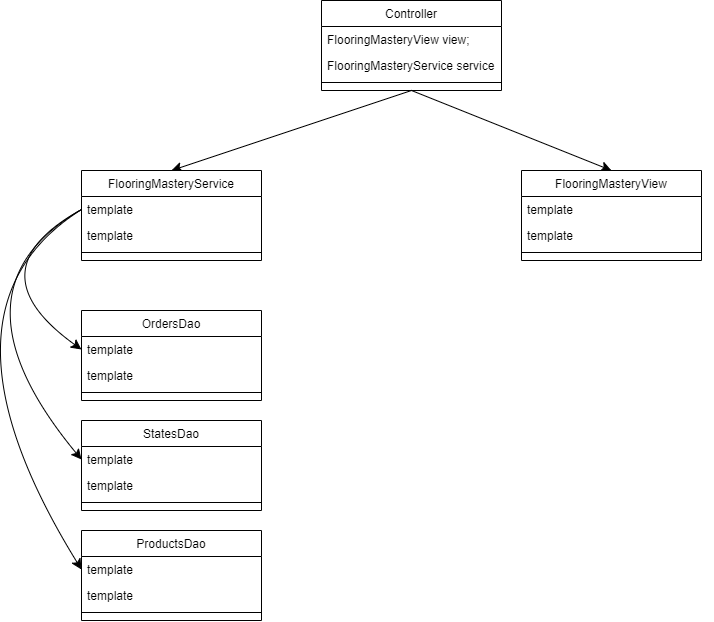 Controller
FlooringMasteryView view;
FlooringMasteryService service
FlooringMasteryService
template
template
FlooringMasteryView
template
template
OrdersDao
template
template
StatesDao
template
template
ProductsDao
template
template